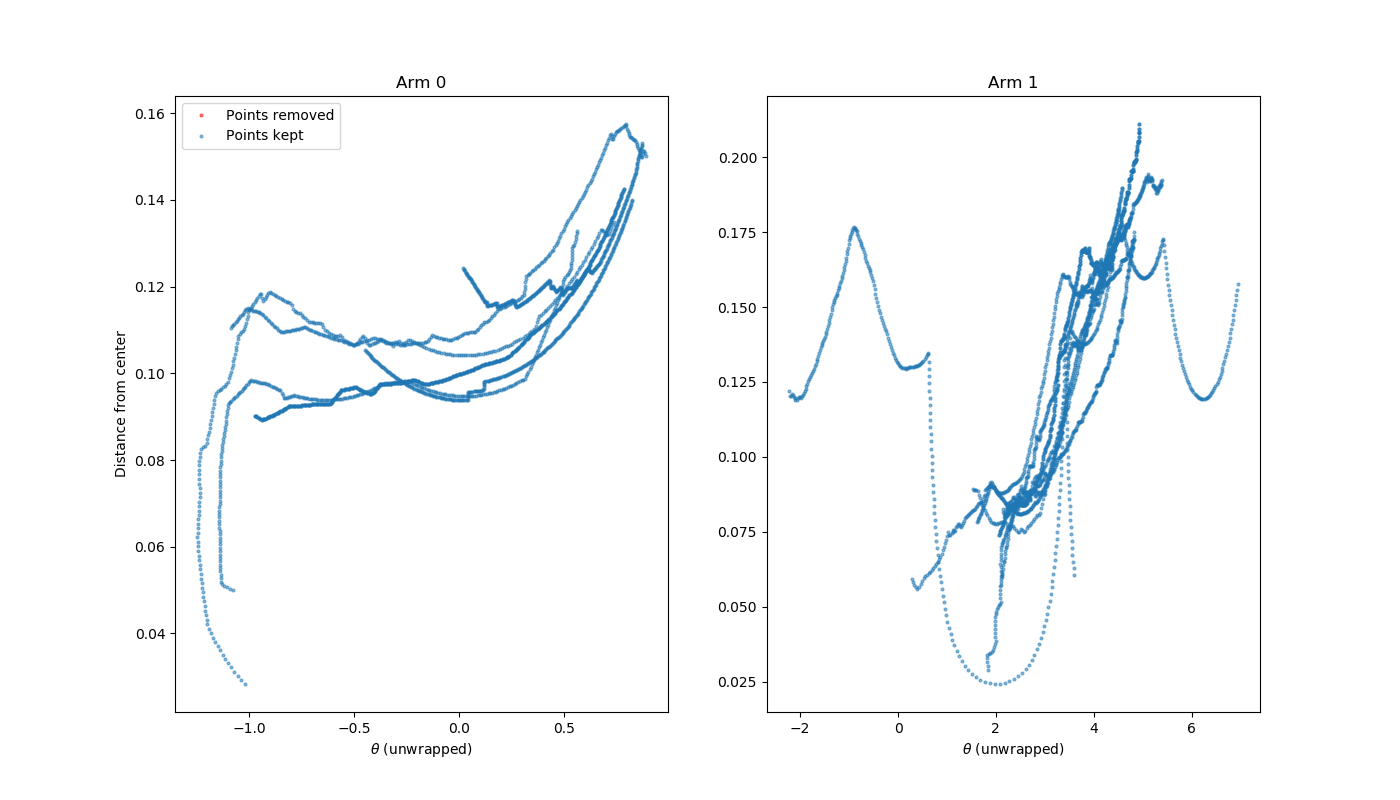 Arm 0
Points removed
Points kept
0.16
0.14
0.12
0.10
0.08
0.06
0.04
Distance from center
−1.0 −0.5 0.0 0.5
θ (unwrapped)
Arm 1
0.200
0.175
0.150
0.125
0.100
0.075
0.050
0.025
−2 0 2 4 6
θ (unwrapped)